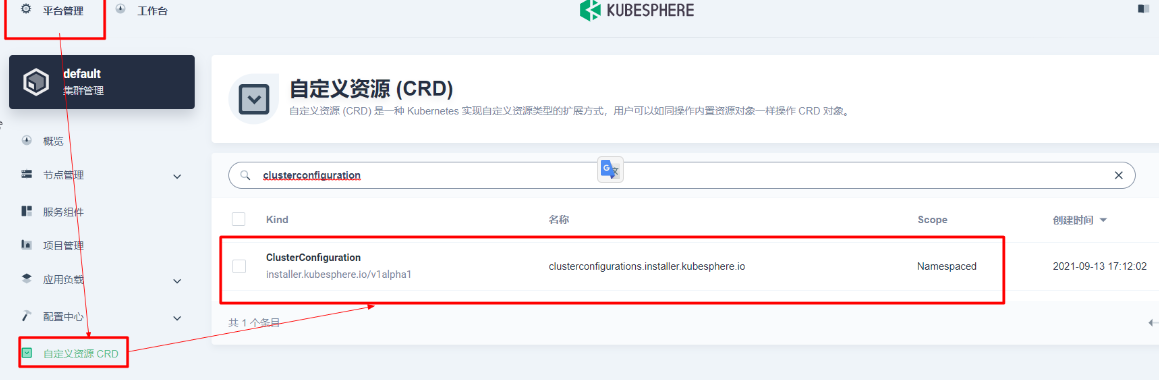 平台管理 工作台 KUBESPHERE
default
集群管理
自定义资源 (CRD)
自定义资源 (CRD) 是一种 Kubernetes 实现自定义资源类型的扩展方式，用户可以如同操作内置资源对象一样操作 CRD 对象。
概览
节点管理
服务组件
项目管理
应用负载
配置中心
自定义资源 CRD
clusterconfiguration
Kind 名称 Scope 创建时间
ClusterConfiguration
installer.kubesphere.io/v1alpha1
clusterconfigurations.installer.kubesphere.io Namespaced 2021-09-13 17:12:02
共 1 个条目